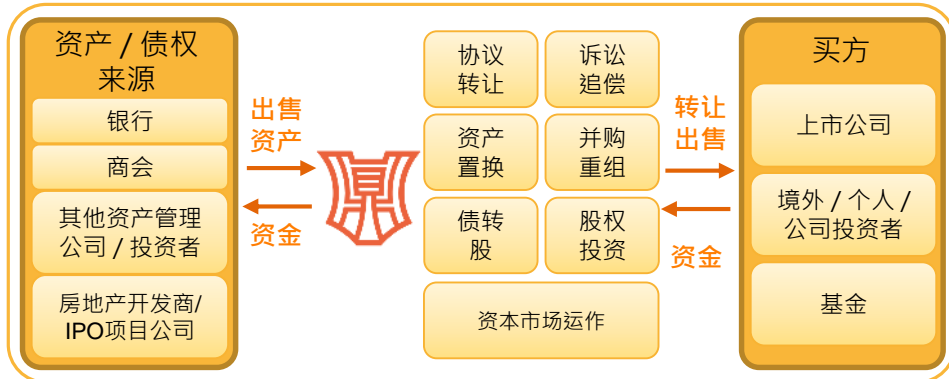 资产 / 债权
来源
银行
商会
其他资产管理
公司 / 投资者
房地产开发商/
IPO项目公司
出售
资产
资金
协议
转让
诉讼
追偿
资产
置换
并购
重组
债转
股
股权
投资
资本市场运作
转让
出售
资金
买方
上市公司
境外 / 个人 /
公司投资者
基金